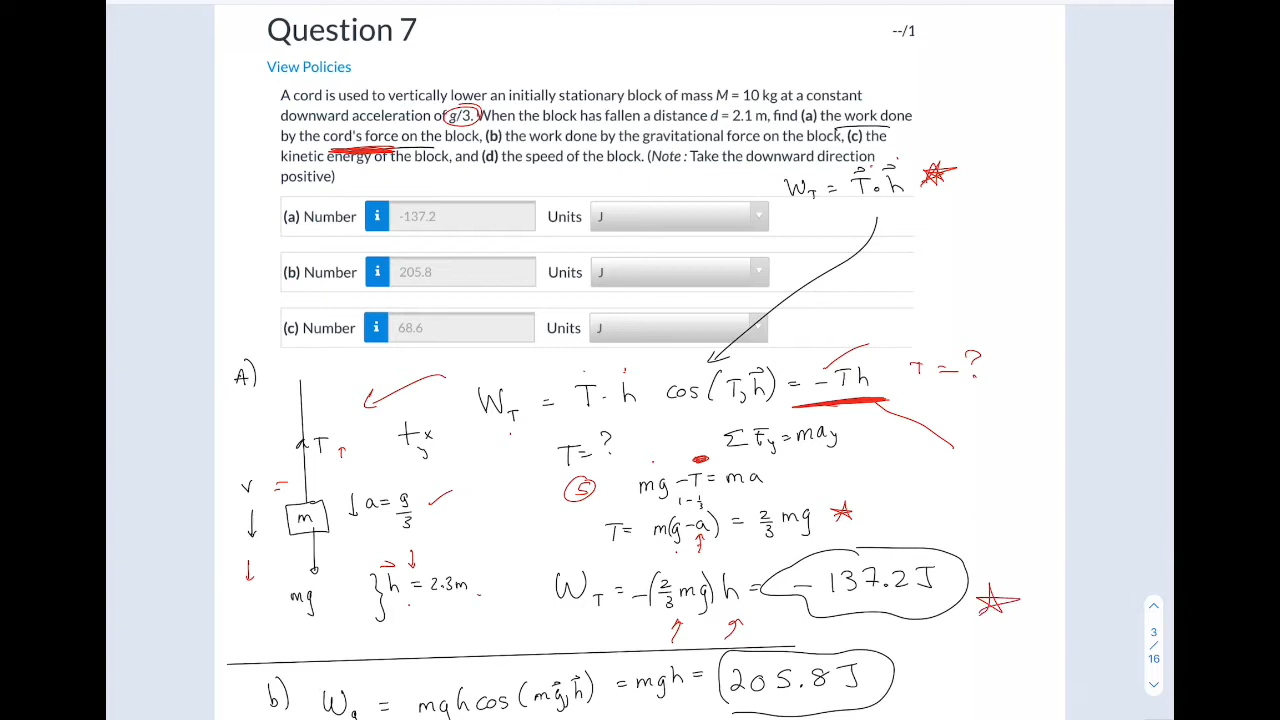 Question 7
--/1
View Policies
A cord is used to vertically lower an initially stationary block of mass M = 10 kg at a constant
downward acceleration of g/3. When the block has fallen a distance d = 2.1 m, find (a) the work done
by the cord's force on the block, (b) the work done by the gravitational force on the block, (c) the
kinetic energy of the block, and (d) the speed of the block. (Note : Take the downward direction
positive)
W_T = T⃗ • h⃗
(a) Number i -137.2 Units J
(b) Number i 205.8 Units J
(c) Number i 68.6 Units J
A)
W_T = T · h cos(T, h⃗) = -Th
T = ?
T
+x
y
T = ?
ΣF_y = ma_y
5
mg - T = ma
1 - 1/3
v =
m
↓ a = g/3
T = m(g - a) = 2/3 mg
mg
} h⃗ = 2.3m
W_T = -(2/3 mg) h = - 137.2 J
b) W_g = mgh cos(mg⃗, h⃗) = mgh = 205.8 J
3
/
16